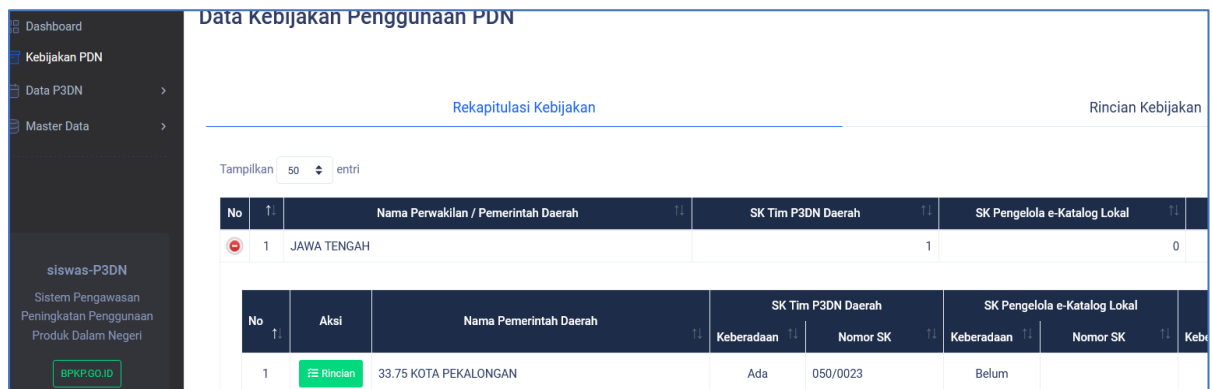 Data Kebijakan Penggunaan PDN
Dashboard
Kebijakan PDN
Data P3DN
Master Data
siswas-P3DN
Sistem Pengawasan
Peningkatan Penggunaan
Produk Dalam Negeri
BPKP.GO.ID
Rekapitulasi Kebijakan Rincian Kebijakan
Tampilkan 50 entri
No Nama Perwakilan / Pemerintah Daerah SK Tim P3DN Daerah SK Pengelola e-Katalog Lokal
1 JAWA TENGAH 1 0
No Aksi Nama Pemerintah Daerah SK Tim P3DN Daerah SK Pengelola e-Katalog Lokal
Keberadaan Nomor SK Keberadaan Nomor SK
1 Rincian 33.75 KOTA PEKALONGAN Ada 050/0023 Belum